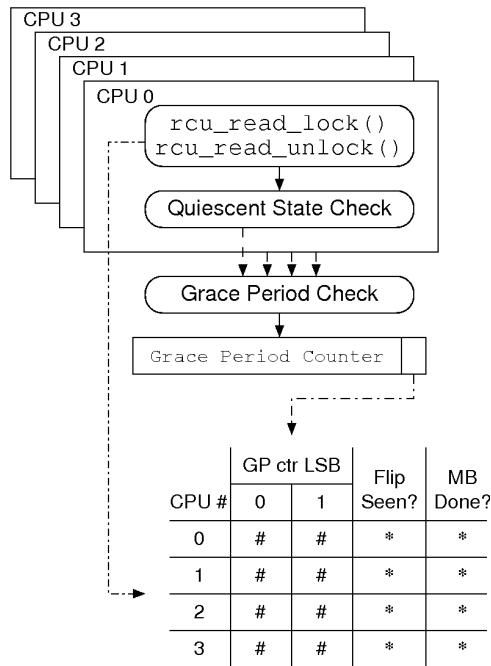 CPU 3
CPU 2
CPU 1
CPU 0
rcu_read_lock()
rcu_read_unlock()
Quiescent State Check
Grace Period Check
Grace Period Counter
GP ctr LSB Flip MB
CPU # 0 1 Seen? Done?
0 # # * *
1 # # * *
2 # # * *
3 # # * *